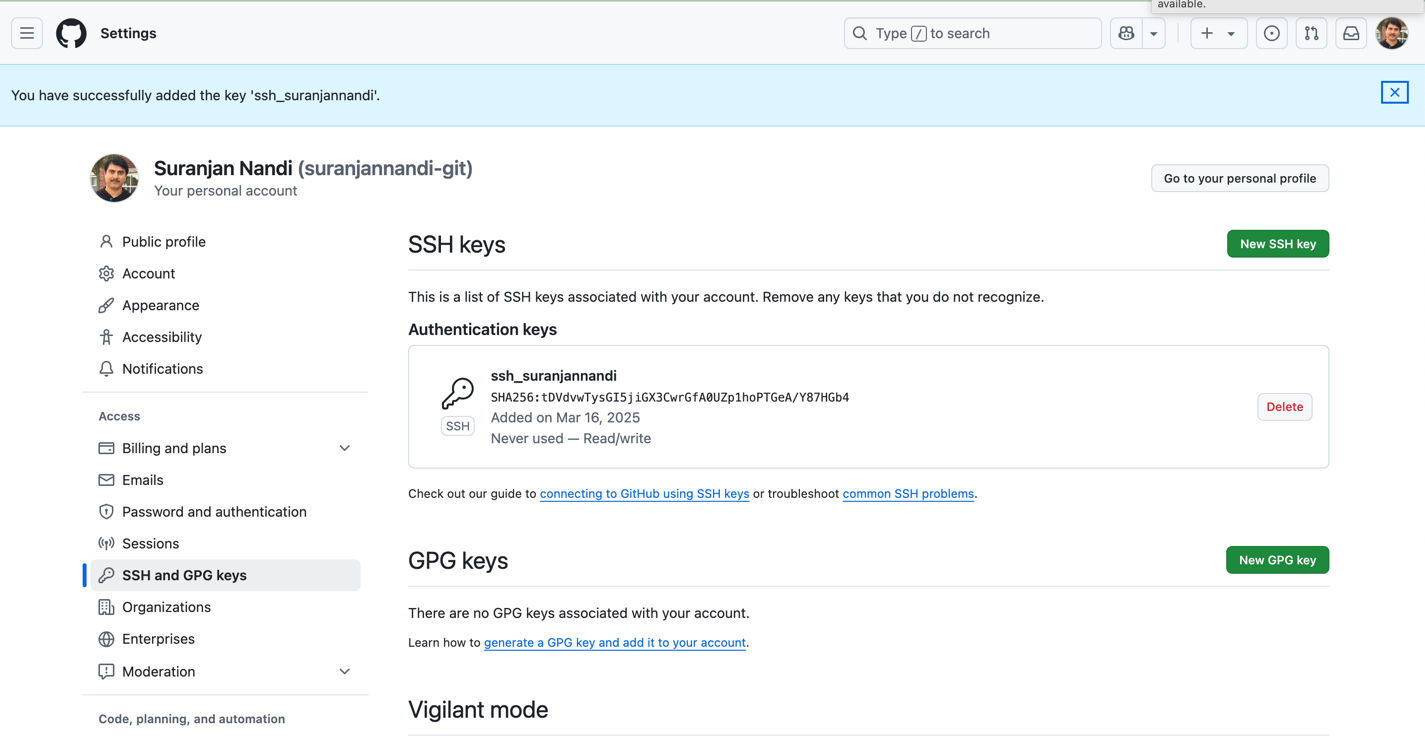 available.
Settings
Type / to search
You have successfully added the key 'ssh_suranjannandi'.
Suranjan Nandi (suranjannandi-git)
Your personal account
Go to your personal profile
Public profile
Account
Appearance
Accessibility
Notifications
Access
Billing and plans
Emails
Password and authentication
Sessions
SSH and GPG keys
Organizations
Enterprises
Moderation
Code, planning, and automation
SSH keys
New SSH key
This is a list of SSH keys associated with your account. Remove any keys that you do not recognize.
Authentication keys
ssh_suranjannandi
SHA256:tDVdvwTysGI5jiGX3CwrGfA0UZp1hoPTGeA/Y87HGb4
Added on Mar 16, 2025
Never used — Read/write
SSH
Delete
Check out our guide to connecting to GitHub using SSH keys or troubleshoot common SSH problems.
GPG keys
New GPG key
There are no GPG keys associated with your account.
Learn how to generate a GPG key and add it to your account.
Vigilant mode